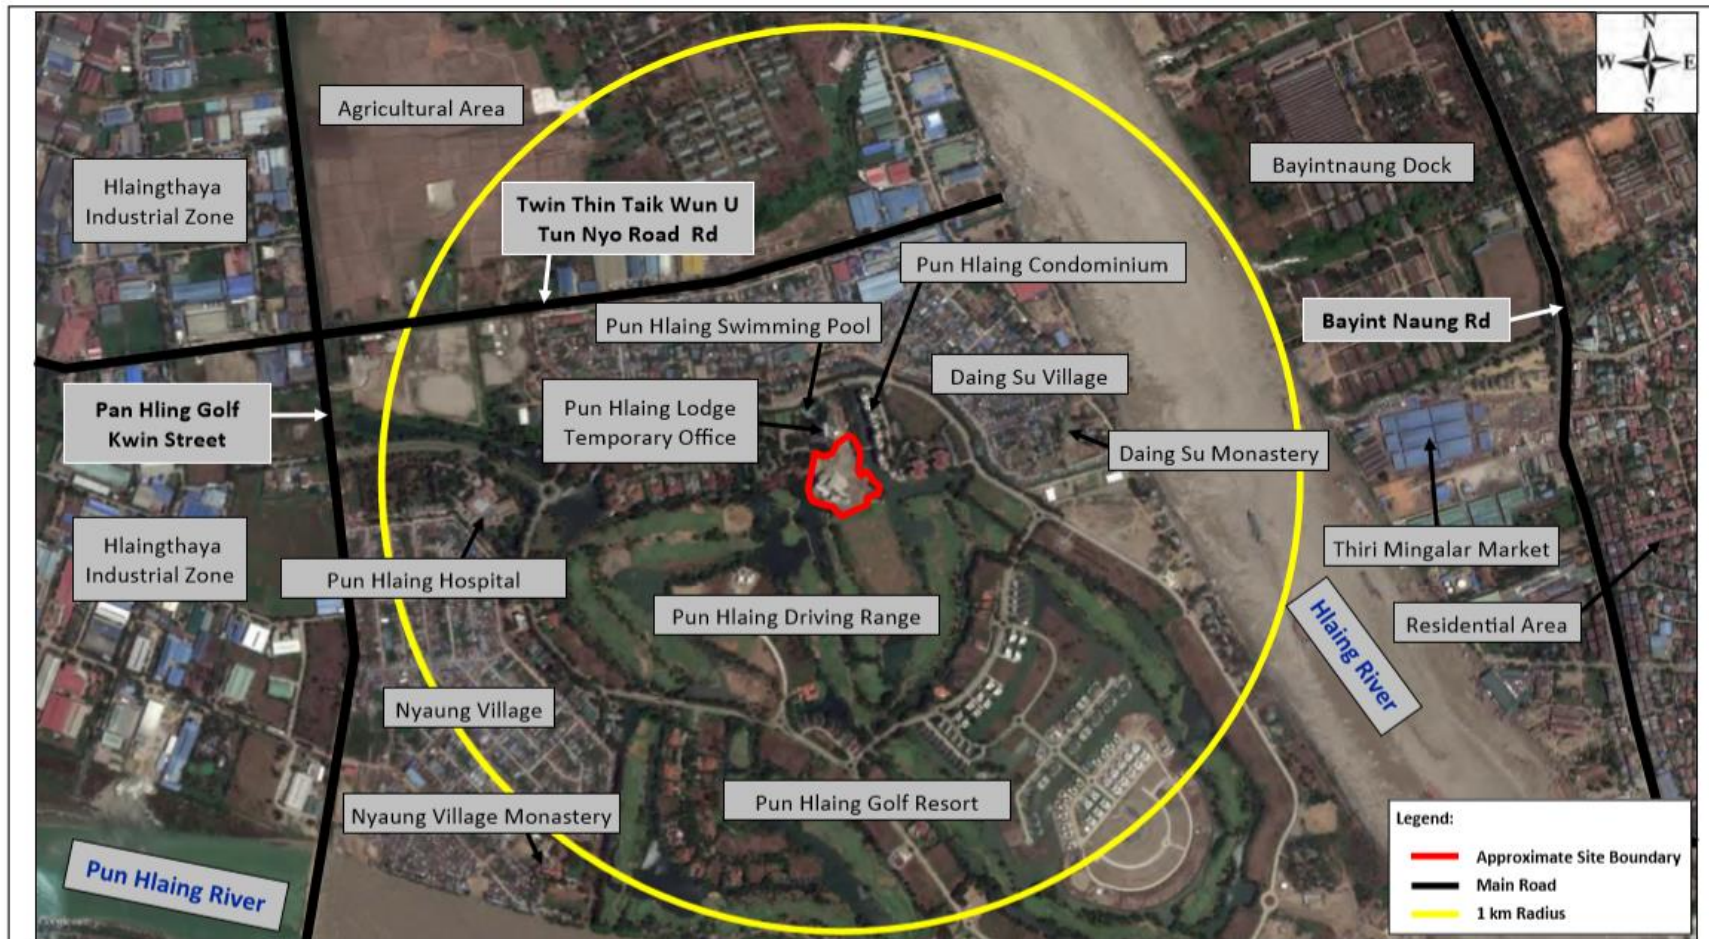 N
W E
S
Agricultural Area
Bayintnaung Dock
Hlaingthaya
Industrial Zone
Twin Thin Taik Wun U
Tun Nyo Road  Rd
Pun Hlaing Condominium
Pun Hlaing Swimming Pool
Bayint Naung Rd
Daing Su Village
Pan Hling Golf
Kwin Street
Pun Hlaing Lodge
Temporary Office
Daing Su Monastery
Hlaingthaya
Industrial Zone
Thiri Mingalar Market
Pun Hlaing Hospital
Pun Hlaing Driving Range
Residential Area
Hlaing River
Nyaung Village
Pun Hlaing Golf Resort
Nyaung Village Monastery
Pun Hlaing River
Legend:
Approximate Site Boundary
Main Road
1 km Radius